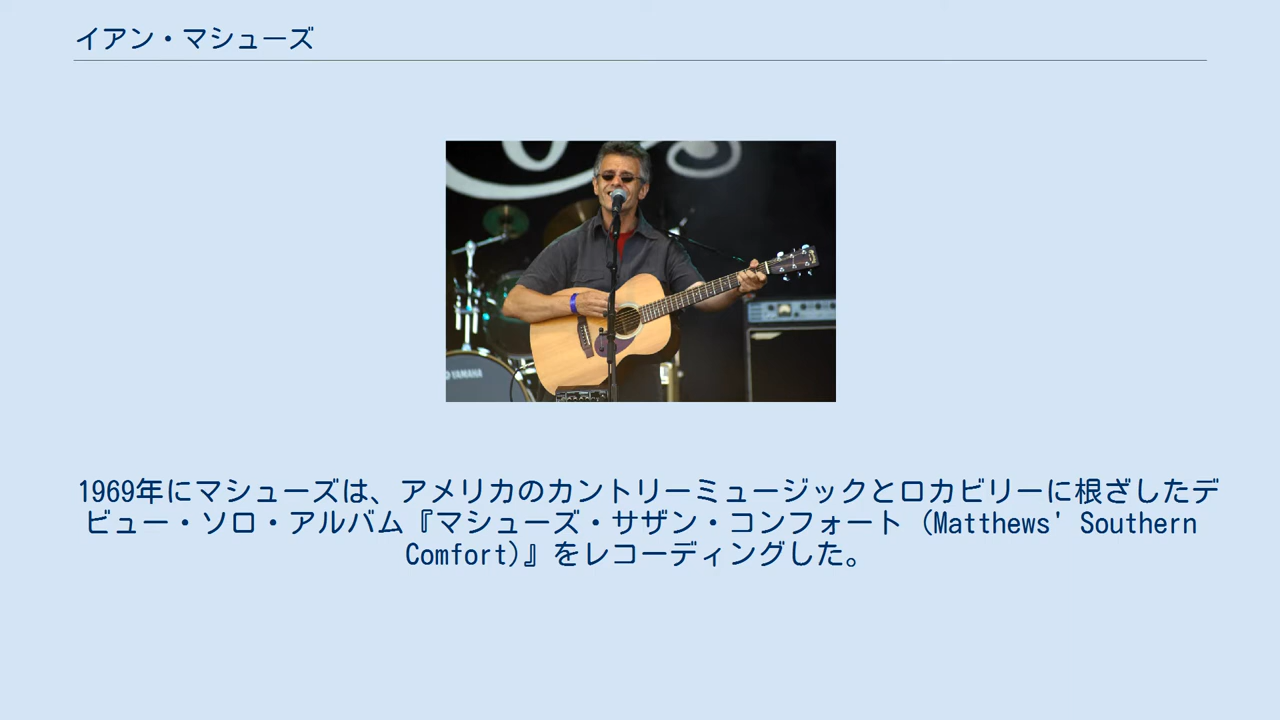 イアン・マシューズ
YAMAHA
1969年にマシューズは、アメリカのカントリーミュージックとロカビリーに根ざしたデ
ビュー・ソロ・アルバム『マシューズ・サザン・コンフォート (Matthews' Southern
Comfort)』をレコーディングした。